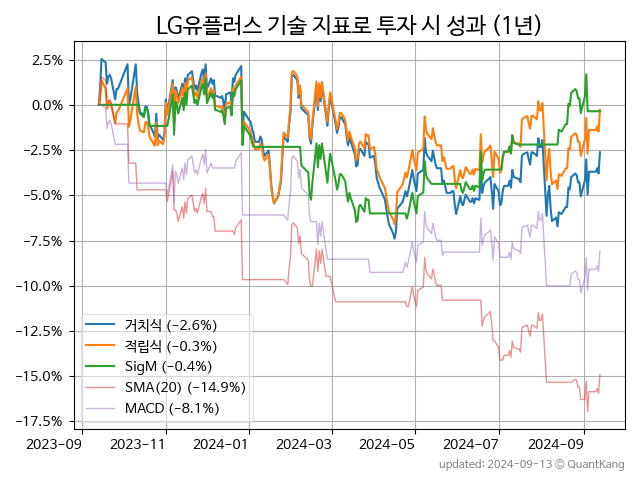 LG유플러스 기술 지표로 투자 시 성과 (1년)
2.5%
0.0%
−2.5%
−5.0%
−7.5%
−10.0%
−12.5%
−15.0%
−17.5%
거치식 (−2.6%)
적립식 (−0.3%)
SigM (−0.4%)
SMA(20) (−14.9%)
MACD (−8.1%)
2023-09 2023-11 2024-01 2024-03 2024-05 2024-07 2024-09
updated: 2024-09-13 ⓒ QuantKang